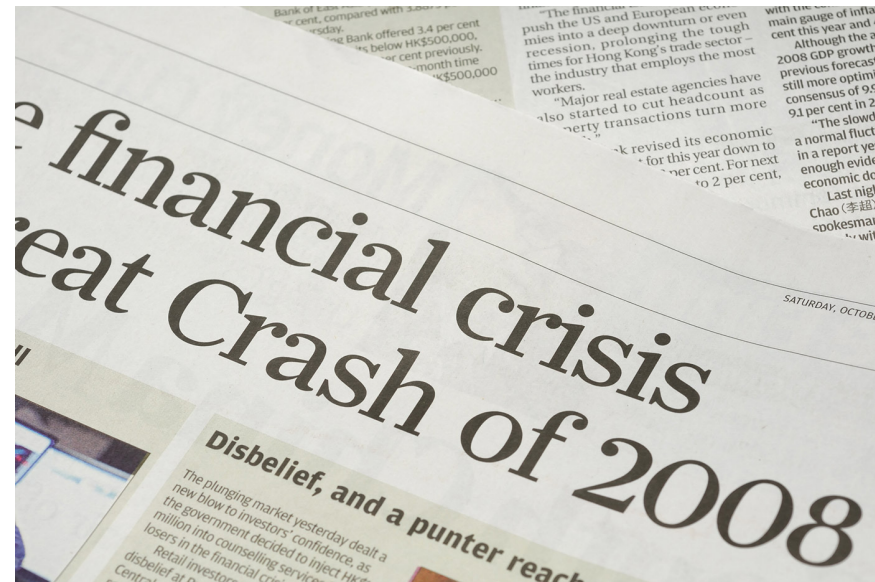 Bank of East
per cent, compared with 3.88
Bank offered 3.4 per cent
below HK$500,000,
per cent previously.
-month time
HK$500,000
"The financial
push the US and European
mies into a deep downturn or even
recession, prolonging the tough
times for Hong Kong's trade sector –
the industry that employs the most
workers.
"Major real estate agencies have
also started to cut headcount as
transactions turn more
revised its economic
for this year down to
per cent. For next
to 2 per cent,
with the
main gauge of infla
cent this year and
Although the a
2008 GDP growth
previous forecas
still more optimi
consensus of 9.9
9.1 per cent in 2
"The slowd
a normal fluct
in a report ye
enough evide
economic do
Last nigh
Chao (李超)
spokesman
SATURDAY, OCTOBE
e financial crisis
reat Crash of 2008
Disbelief, and a punter reach
The plunging market yesterday dealt a
new blow to investors' confidence, as
the government decided to inject HK$
million into counselling services
losers in the financial cri
Retail investors
disbelief at
Central